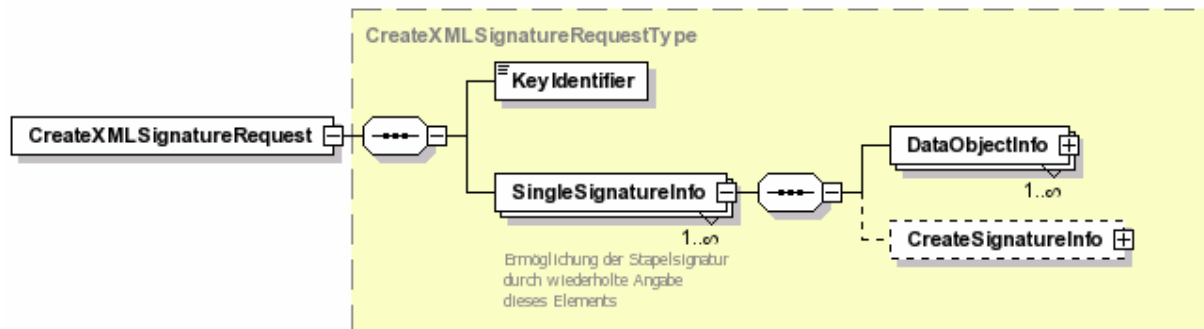 CreateXMLSignatureRequestType
KeyIdentifier
CreateXMLSignatureRequest
DataObjectInfo
1..∞
SingleSignatureInfo
1..∞
CreateSignatureInfo
Ermöglichung der Stapelsignatur
durch wiederholte Angabe
dieses Elements